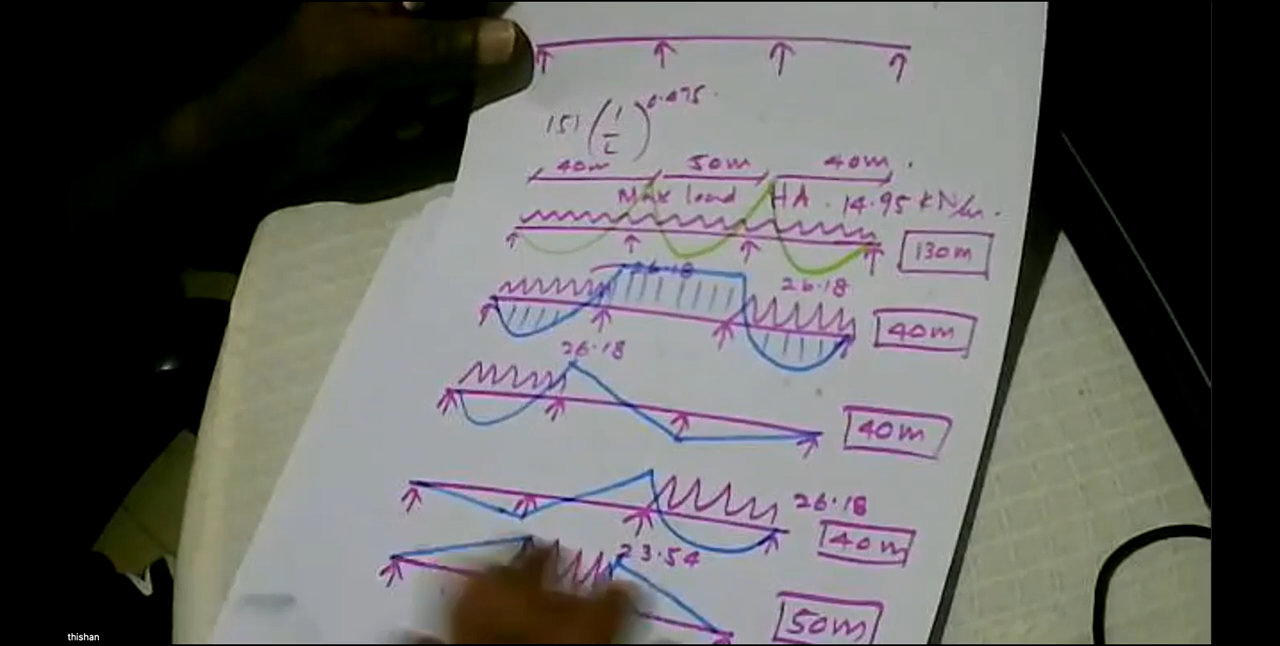 151 (1/L)^0.475.
40m 50m 40m.
Max load HA. 14.95 kN/m.
130m
26.18 26.18
40m
26.18
40m
26.18
40m
23.54
50m
thishan